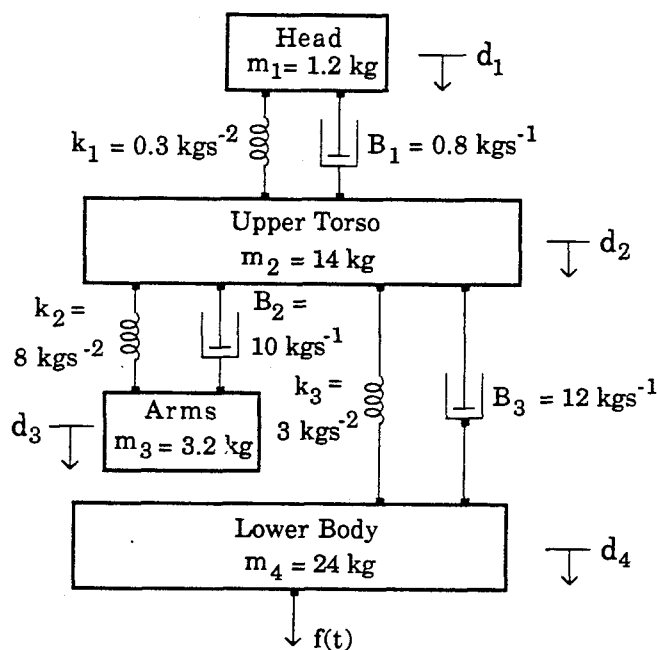 Head
m1 = 1.2 kg
d1
k1 = 0.3 kgs-2
B1 = 0.8 kgs-1
Upper Torso
m2 = 14 kg
d2
k2 =
8 kgs-2
B2 =
10 kgs-1
k3 =
3 kgs-2
B3 = 12 kgs-1
Arms
m3 = 3.2 kg
d3
Lower Body
m4 = 24 kg
d4
f(t)